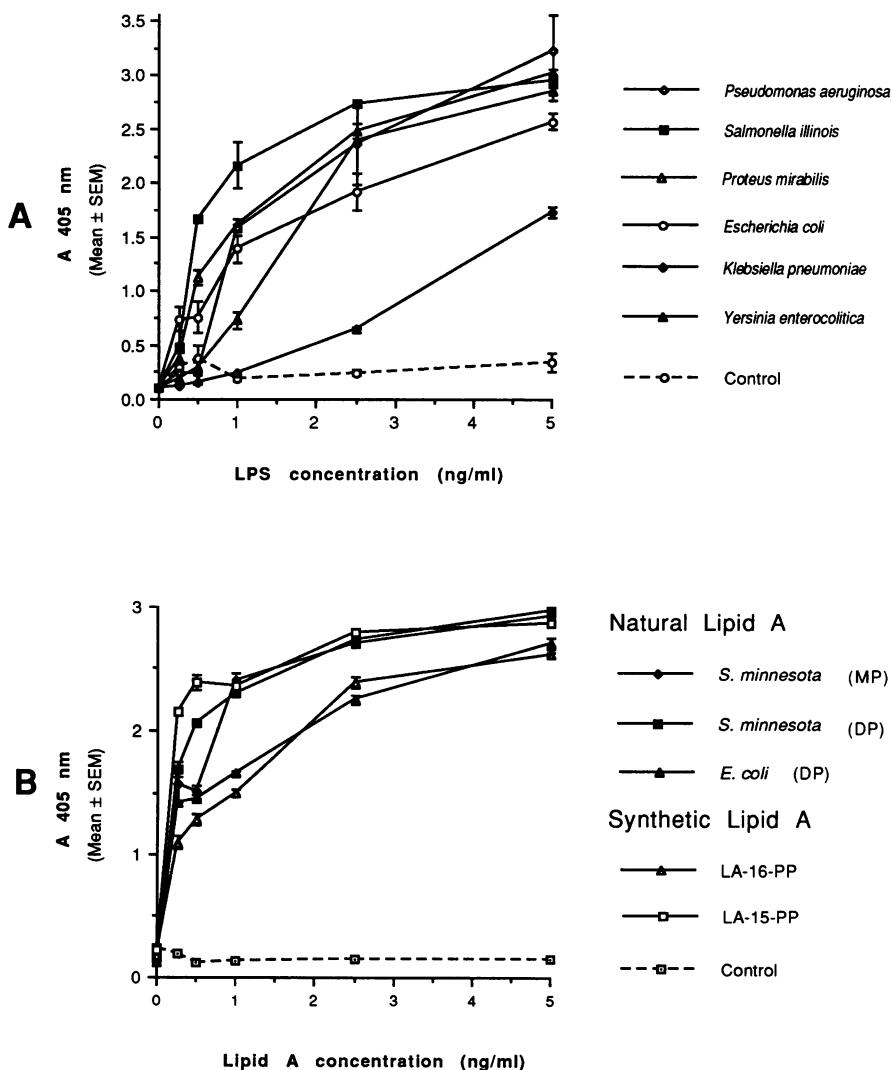 A
A 405 nm
(Mean ± SEM)
3.5
3.0
2.5
2.0
1.5
1.0
0.5
0.0
0 1 2 3 4 5
LPS concentration (ng/ml)
Pseudomonas aeruginosa
Salmonella illinois
Proteus mirabilis
Escherichia coli
Klebsiella pneumoniae
Yersinia enterocolitica
Control
B
A 405 nm
(Mean ± SEM)
3
2
1
0
0 1 2 3 4 5
Lipid A concentration (ng/ml)
Natural Lipid A
S. minnesota (MP)
S. minnesota (DP)
E. coli (DP)
Synthetic Lipid A
LA-16-PP
LA-15-PP
Control